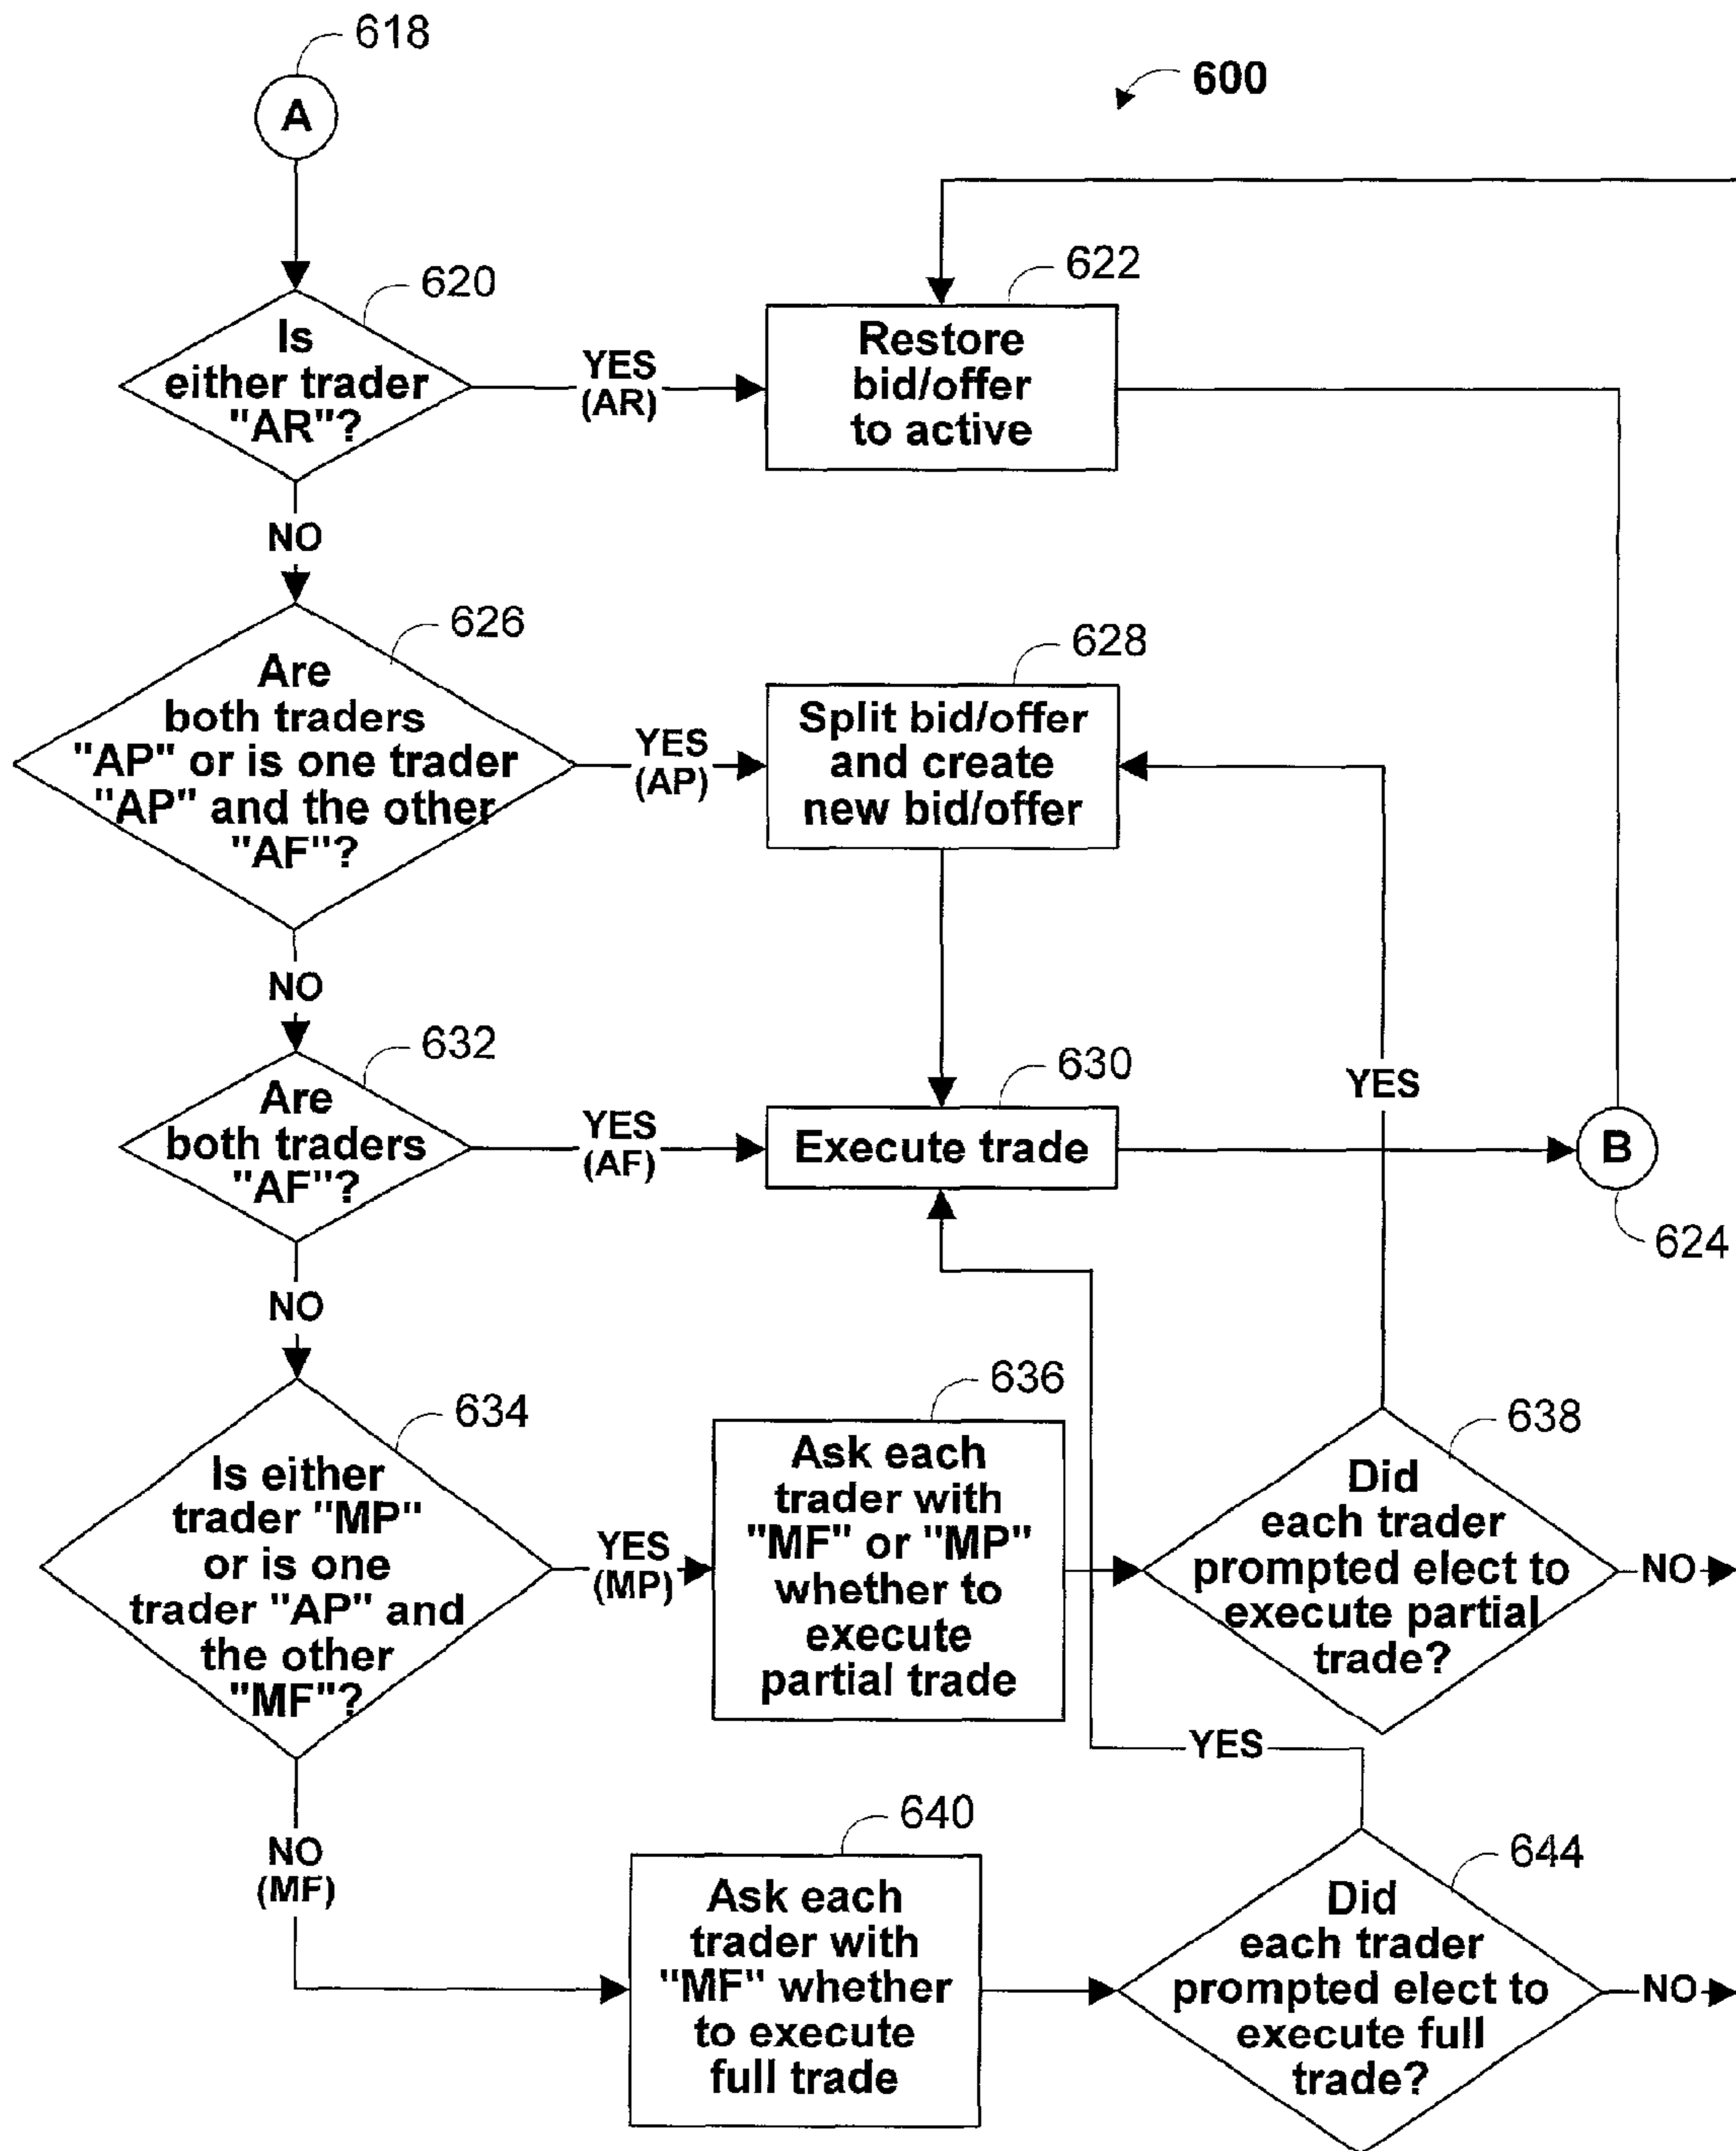 618
A
600
620
Is
either trader
"AR"?
YES
(AR)
622
Restore
bid/offer
to active
NO
626
Are
both traders
"AP" or is one trader
"AP" and the other
"AF"?
YES
(AP)
628
Split bid/offer
and create
new bid/offer
NO
632
Are
both traders
"AF"?
YES
(AF)
630
Execute trade
YES
B
624
NO
634
Is either
trader "MP"
or is one
trader "AP" and
the other
"MF"?
YES
(MP)
636
Ask each
trader with
"MF" or "MP"
whether to
execute
partial trade
638
Did
each trader
prompted elect to
execute partial
trade?
NO
YES
NO
(MF)
640
Ask each
trader with
"MF" whether
to execute
full trade
644
Did
each trader
prompted elect to
execute full
trade?
NO